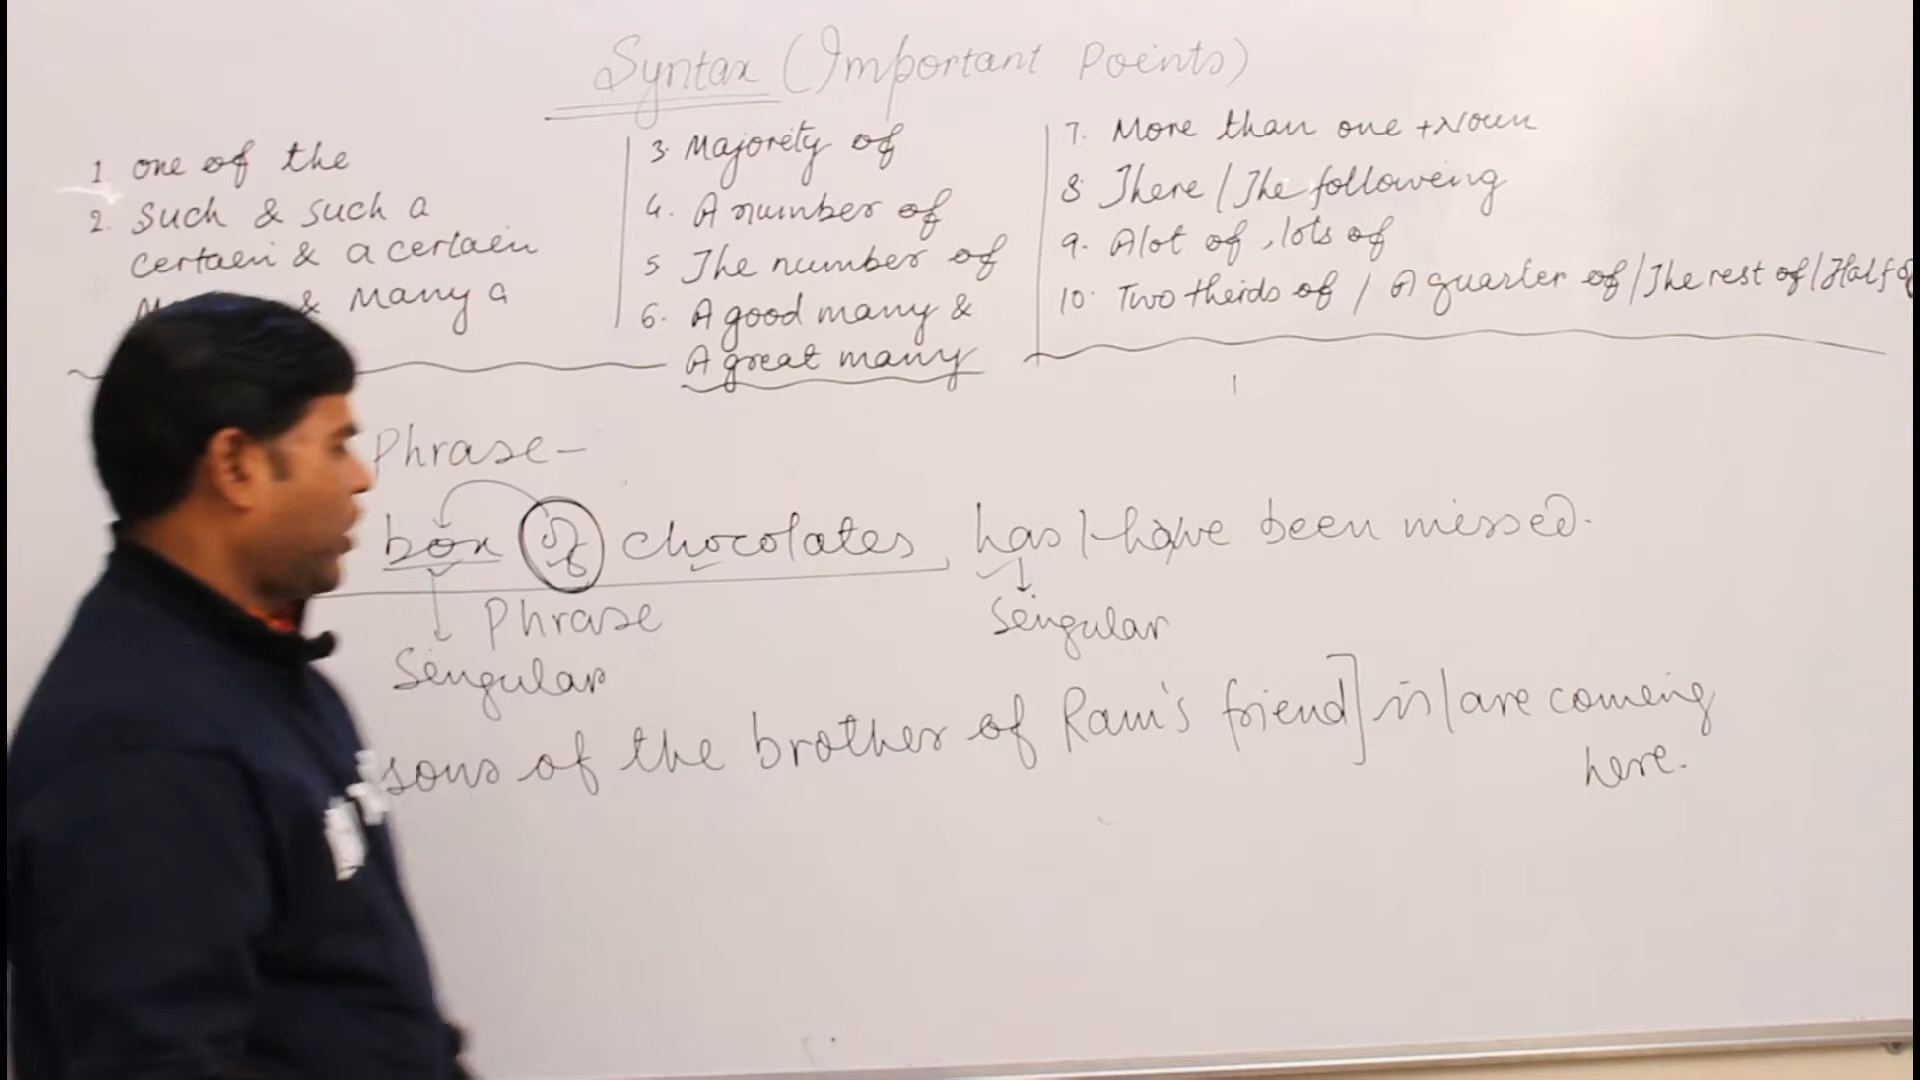 Syntax (Important Points)
1. one of the
2. Such & such a
certain & a certain
& Many a
3. Majority of
4. A number of
5 The number of
6. A good many &
A great many
7. More than one + Noun
8. There / The following
9. A lot of, lots of
10. Two thirds of / A quarter of / The rest of / Half of
Phrase -
box of chocolates has / have been missed.
Phrase
Singular
Singular
sons of the brother of Ram's friend] is / are coming
here.